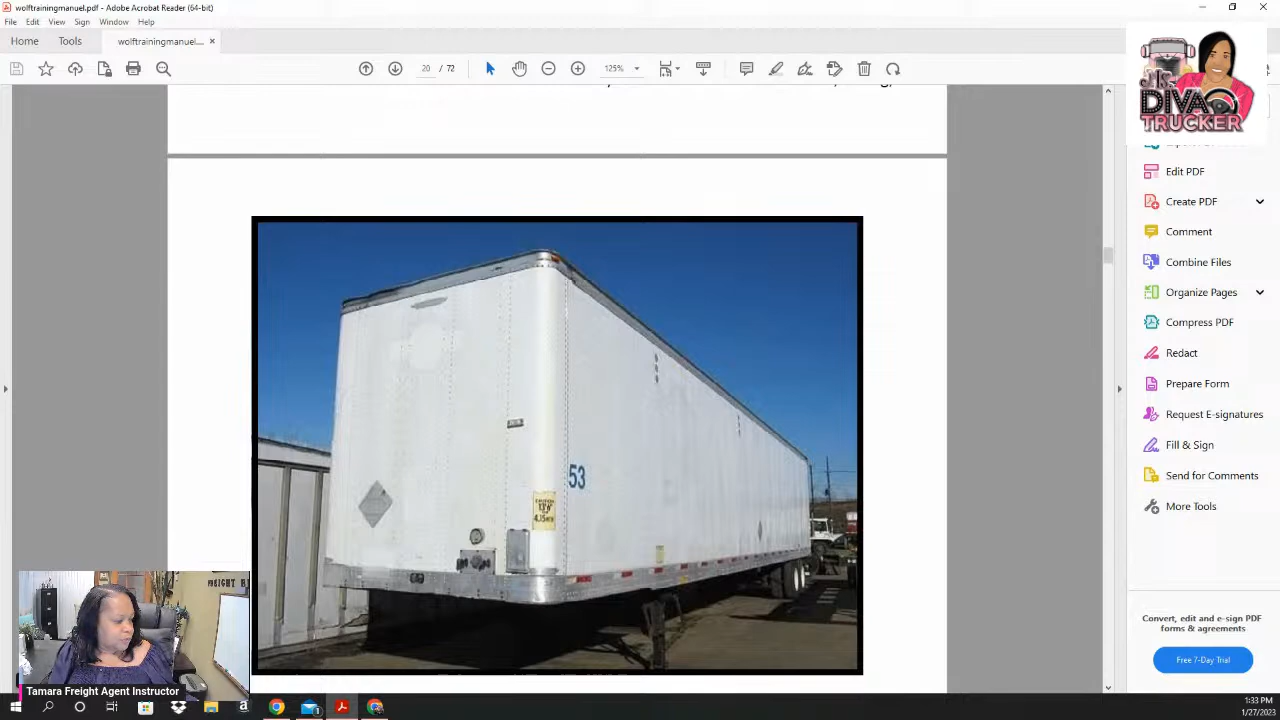 wolftrainingmanuel.pdf - Adobe Acrobat Reader (64-bit)
File Edit View Sign Window Help
Home Tools wolftrainingmanuel...
20 /
125%
Ms.
DIVA
TRUCKER
Edit PDF
Create PDF
Comment
Combine Files
Organize Pages
Compress PDF
Redact
Prepare Form
Request E-signatures
Fill & Sign
Send for Comments
More Tools
53
13'6"
Convert, edit and e-sign PDF
forms & agreements
Free 7-Day Trial
Tamara Freight Agent Instructor
1:33 PM
1/27/2023